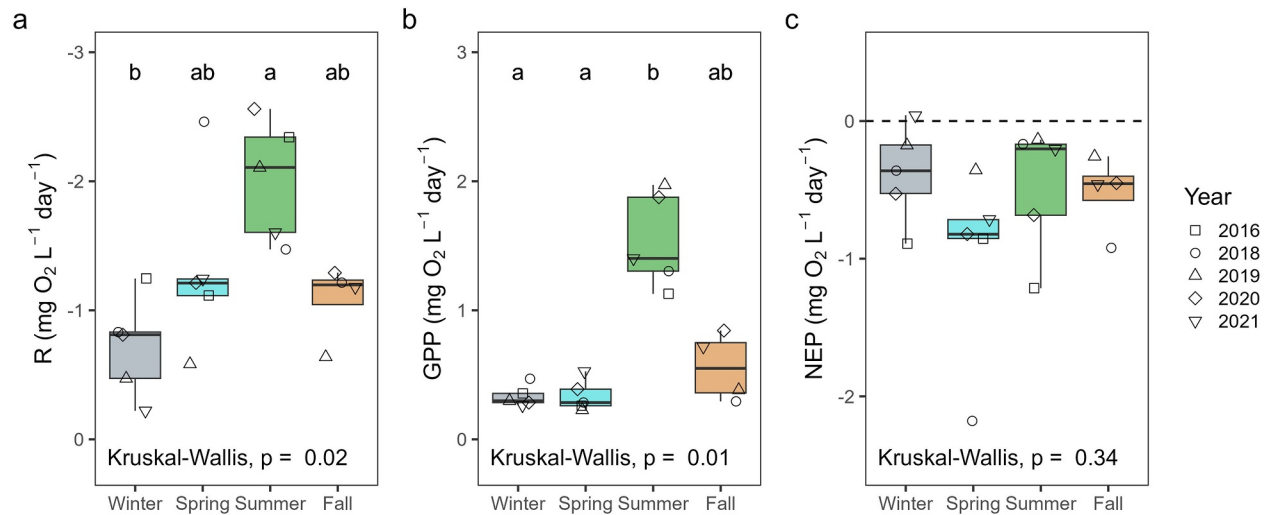 a
R (mg O₂ L⁻¹ day⁻¹)
-3
-2
-1
0
b ab a ab
Kruskal-Wallis, p = 0.02
Winter Spring Summer Fall
b
GPP (mg O₂ L⁻¹ day⁻¹)
3
2
1
0
a a b ab
Kruskal-Wallis, p = 0.01
Winter Spring Summer Fall
c
NEP (mg O₂ L⁻¹ day⁻¹)
0
-1
-2
Kruskal-Wallis, p = 0.34
Winter Spring Summer Fall
Year
2016
2018
2019
2020
2021